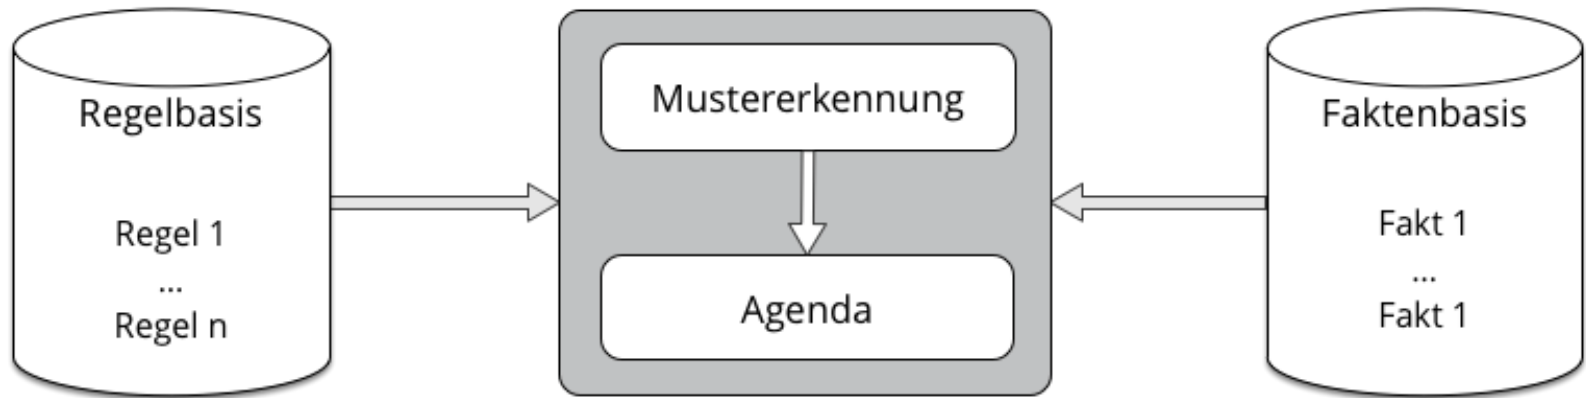 Regelbasis
Regel 1
...
Regel n
Mustererkennung
Agenda
Faktenbasis
Fakt 1
...
Fakt 1